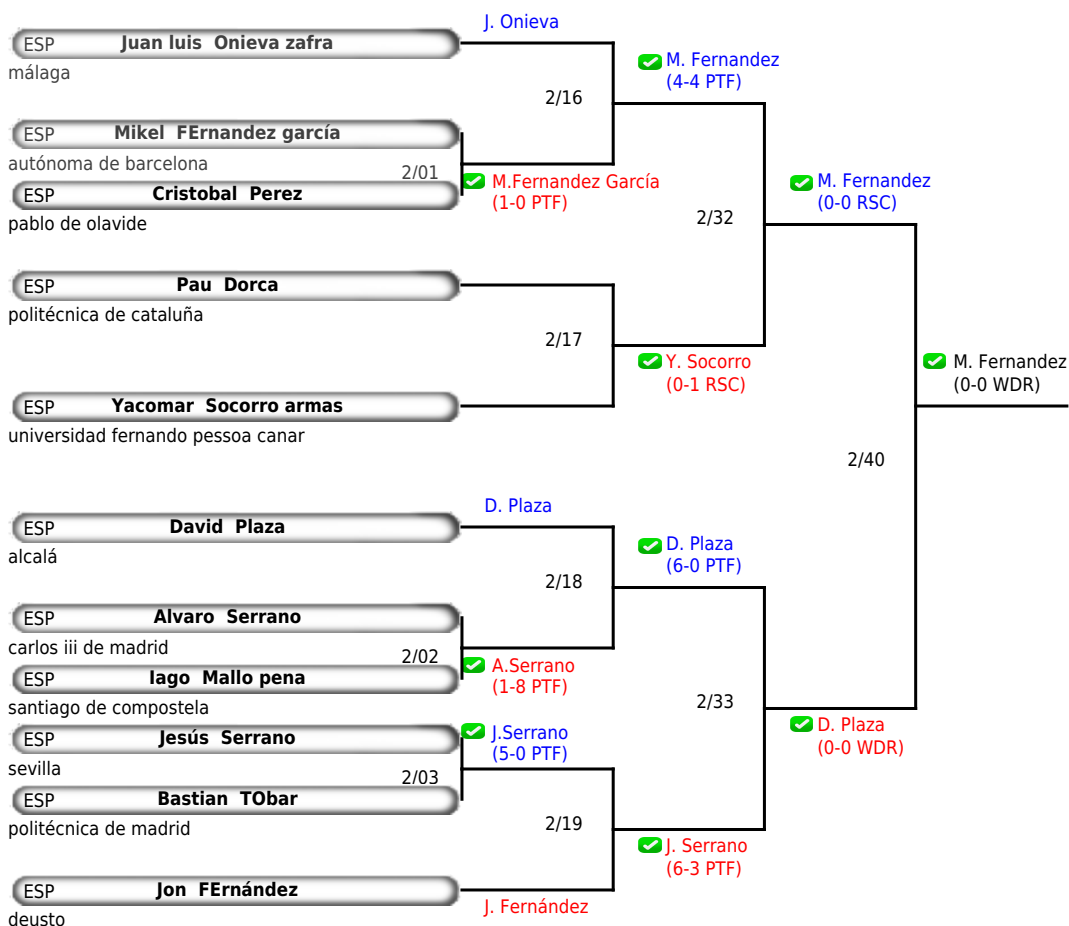 J. Onieva
ESP Juan luis Onieva zafra
málaga
M. Fernandez
(4-4 PTF)
2/16
ESP Mikel FErnandez garcía
autónoma de barcelona
2/01
ESP Cristobal Perez
pablo de olavide
M.Fernandez García
(1-0 PTF)
M. Fernandez
(0-0 RSC)
2/32
ESP Pau Dorca
politécnica de cataluña
2/17
Y. Socorro
(0-1 RSC)
M. Fernandez
(0-0 WDR)
ESP Yacomar Socorro armas
universidad fernando pessoa canar
2/40
D. Plaza
ESP David Plaza
alcalá
D. Plaza
(6-0 PTF)
2/18
ESP Alvaro Serrano
carlos iii de madrid
2/02
ESP Iago Mallo pena
santiago de compostela
A.Serrano
(1-8 PTF)
2/33
ESP Jesús Serrano
sevilla
J.Serrano
(5-0 PTF)
D. Plaza
(0-0 WDR)
2/03
ESP Bastian TObar
politécnica de madrid
2/19
J. Serrano
(6-3 PTF)
ESP Jon FErnández
deusto
J. Fernández